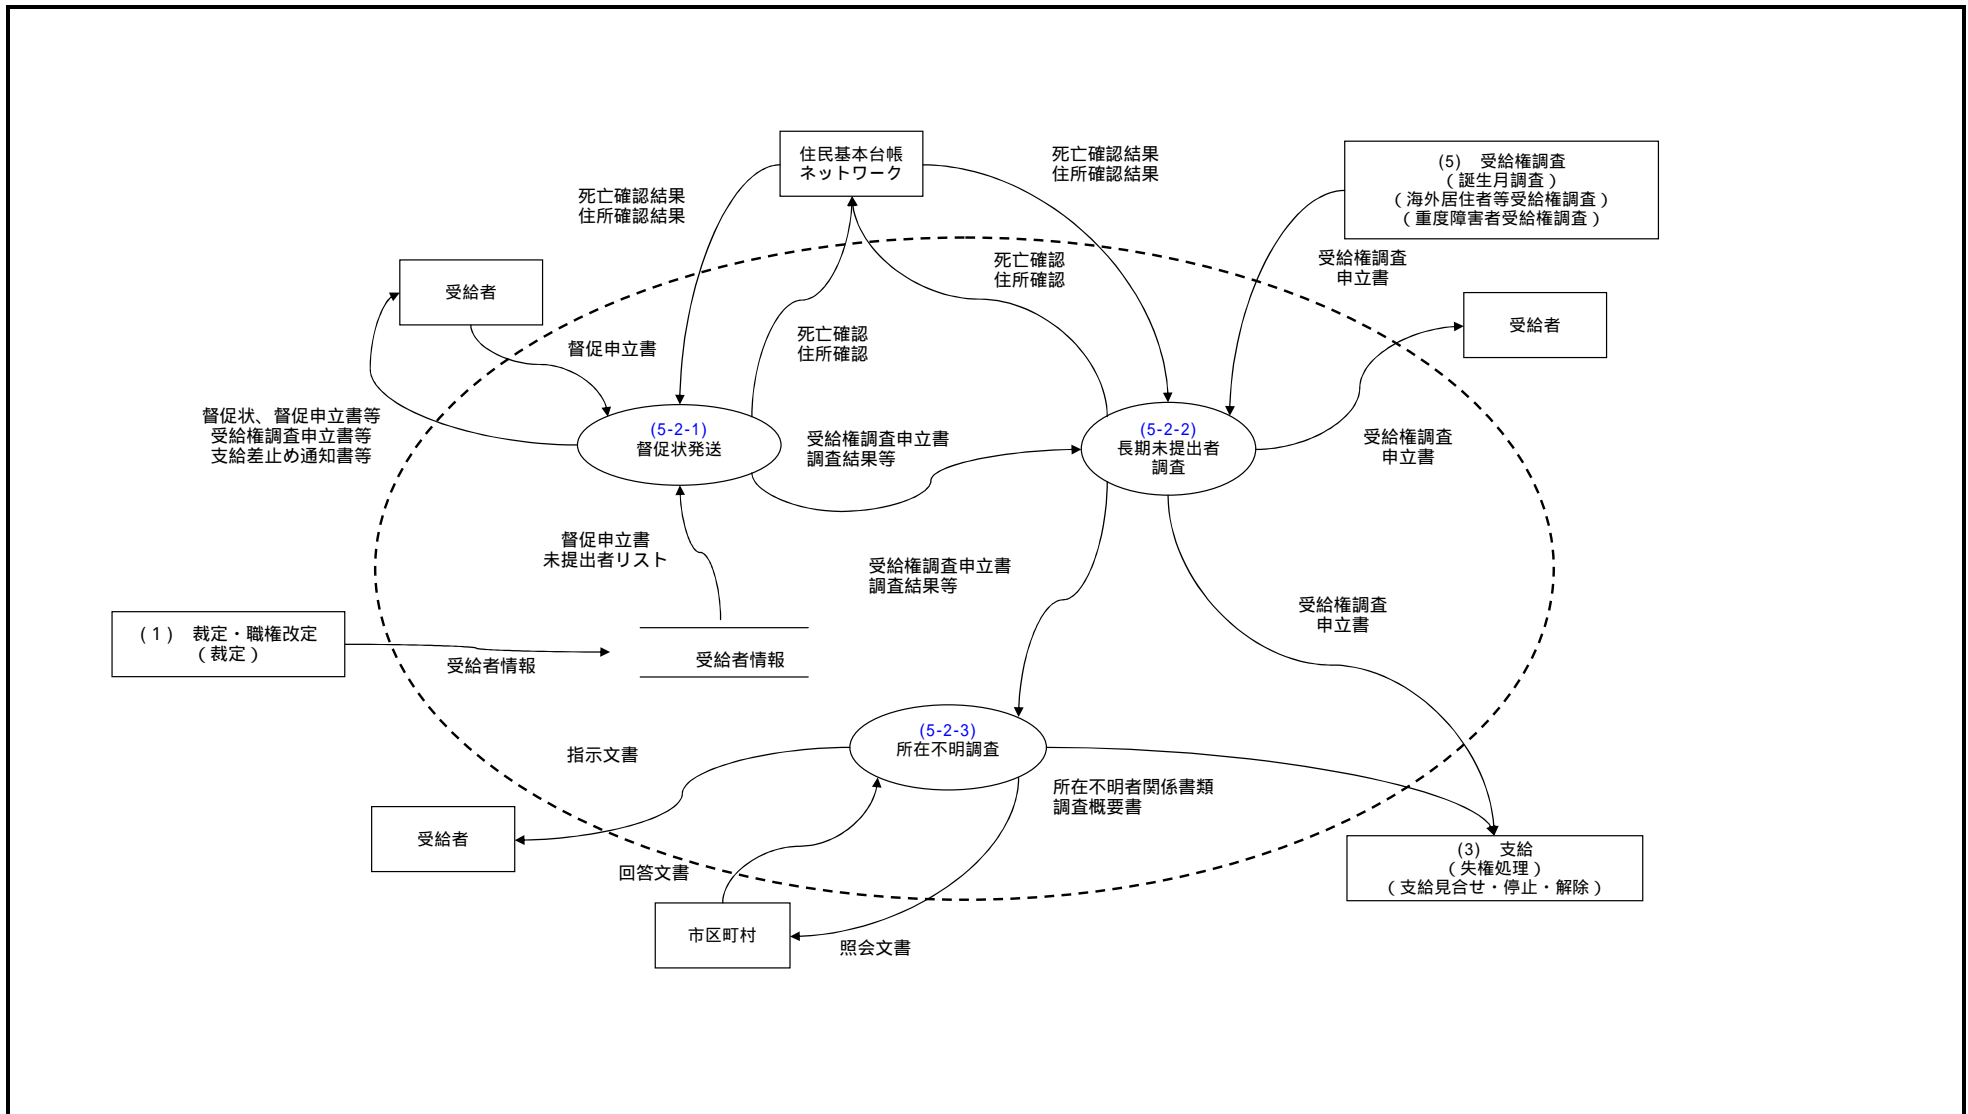 住民基本台帳
ネットワーク
死亡確認結果
住所確認結果
(5) 受給権調査
(誕生月調査)
(海外居住者等受給権調査)
(重度障害者受給権調査)
死亡確認結果
住所確認結果
受給権調査
申立書
死亡確認
住所確認
受給者
受給者
督促申立書
死亡確認
住所確認
督促状、督促申立書等
受給権調査申立書等
支給差止め通知書等
(5-2-1)
督促状発送
受給権調査申立書
調査結果等
(5-2-2)
長期未提出者
調査
受給権調査
申立書
督促申立書
未提出者リスト
受給権調査申立書
調査結果等
受給権調査
申立書
(1) 裁定・職権改定
(裁定)
受給者情報
受給者情報
(5-2-3)
所在不明調査
指示文書
所在不明者関係書類
調査概要書
受給者
回答文書
(3) 支給
(失権処理)
(支給見合せ・停止・解除)
市区町村
照会文書